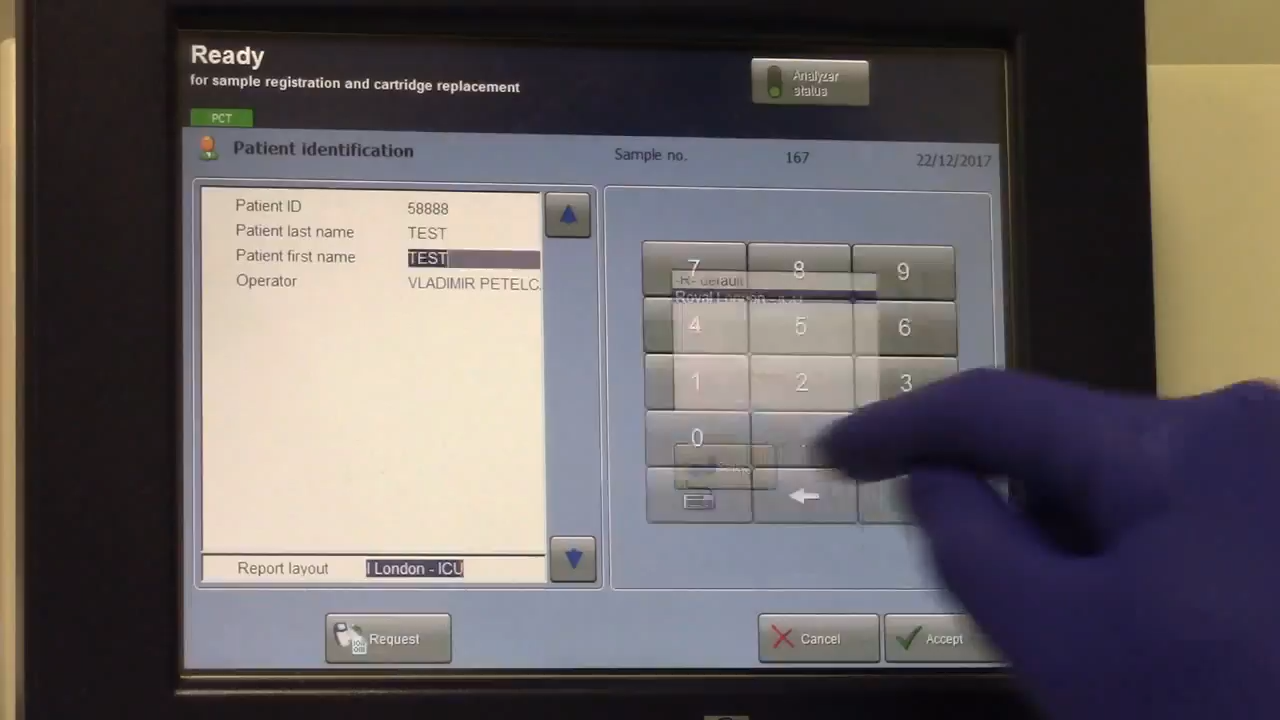 Ready
for sample registration and cartridge replacement
Analyzer
status
PCT
Patient identification
Sample no. 167 22/12/2017
Patient ID 58888
Patient last name TEST
Patient first name TEST
Operator VLADIMIR PETELC
7 8 9
-R- default
4 5 6
1 2 3
0
Report layout l London - ICU
Request
Cancel
Accept